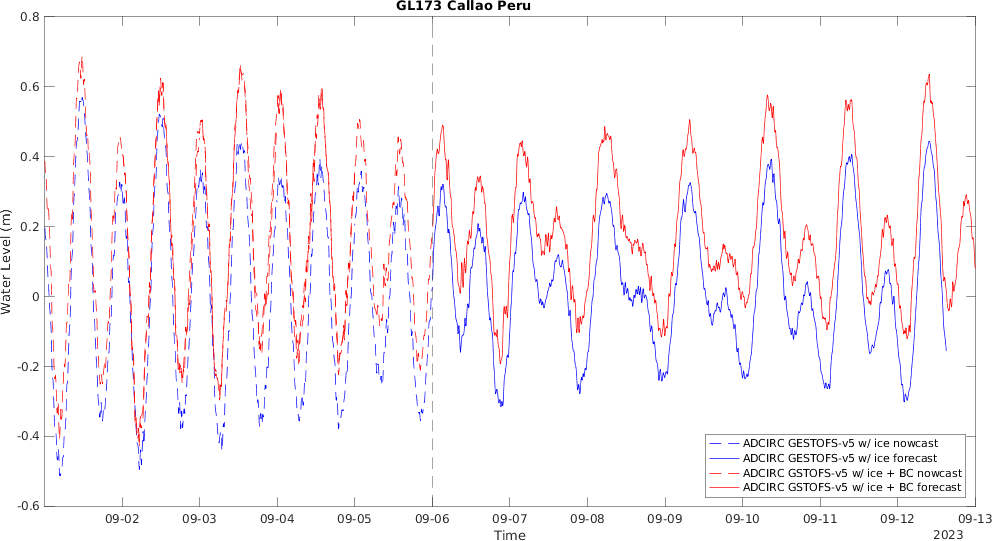 GL173 Callao Peru
0.8
0.6
0.4
0.2
0
-0.2
-0.4
-0.6
Water Level (m)
ADCIRC GESTOFS-v5 w/ ice nowcast
ADCIRC GESTOFS-v5 w/ ice forecast
ADCIRC GSTOFS-v5 w/ ice + BC nowcast
ADCIRC GSTOFS-v5 w/ ice + BC forecast
09-02 09-03 09-04 09-05 09-06 09-07 09-08 09-09 09-10 09-11 09-12 09-13
Time
2023